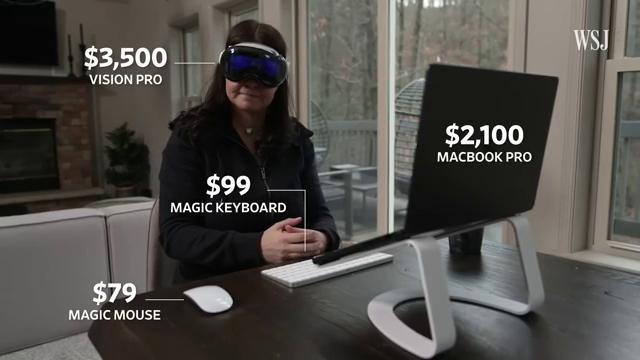 WSJ
$3,500
VISION PRO
$2,100
MACBOOK PRO
$99
MAGIC KEYBOARD
$79
MAGIC MOUSE